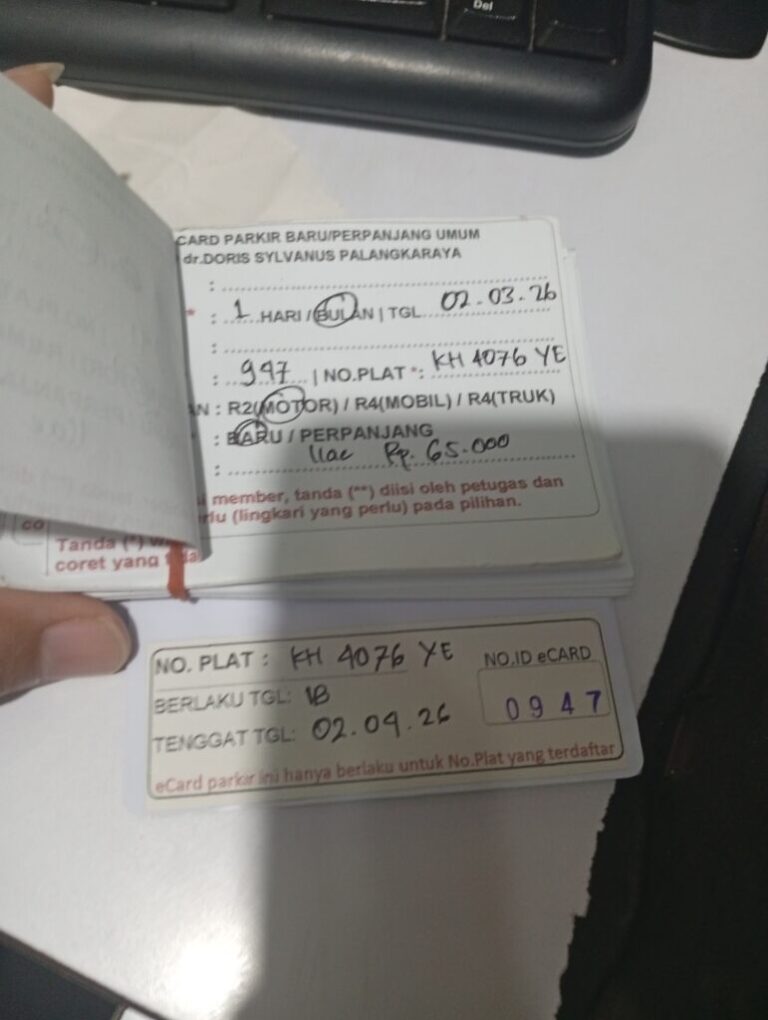 Del
CARD PARKIR BARU/PERPANJANG UMUM
dr.DORIS SYLVANUS PALANGKARAYA
:
* : 1 HARI / BULAN | TGL 02.03.26
:
: 947 | NO.PLAT *: KH 4076 YE
AN : R2(MOTOR) / R4(MOBIL) / R4(TRUK)
: BARU / PERPANJANG
: Rp. 65.000
si member, tanda (**) diisi oleh petugas dan
rlu (lingkari yang perlu) pada pilihan.
co
Tanda (*) w
coret yang
NO. PLAT : KH 4076 YE
NO.ID eCARD
BERLAKU TGL: 1B
0947
TENGGAT TGL: 02.04.26
eCard parkir ini hanya berlaku untuk No.Plat yang terdaftar